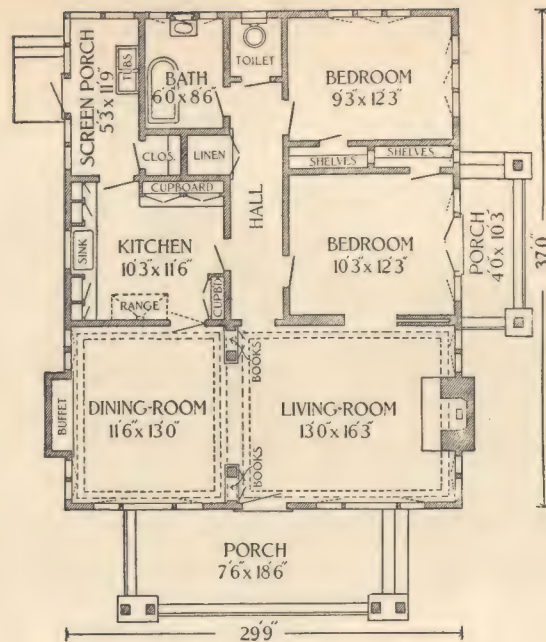 SCREEN PORCH
5'3" x 11'9"
TUBS
BATH
6'0" x 8'6"
TOILET
BEDROOM
9'3" x 12'3"
CLOS.
LINEN
SHELVES
SHELVES
CUPBOARD
HALL
SINK
KITCHEN
10'3" x 11'6"
RANGE
CUPB'D
BEDROOM
10'3" x 12'3"
PORCH
4'0" x 10'3"
37'0"
BUFFET
DINING-ROOM
11'6" x 13'0"
BOOKS
BOOKS
LIVING-ROOM
13'0" x 16'3"
PORCH
7'6" x 18'6"
29'9"